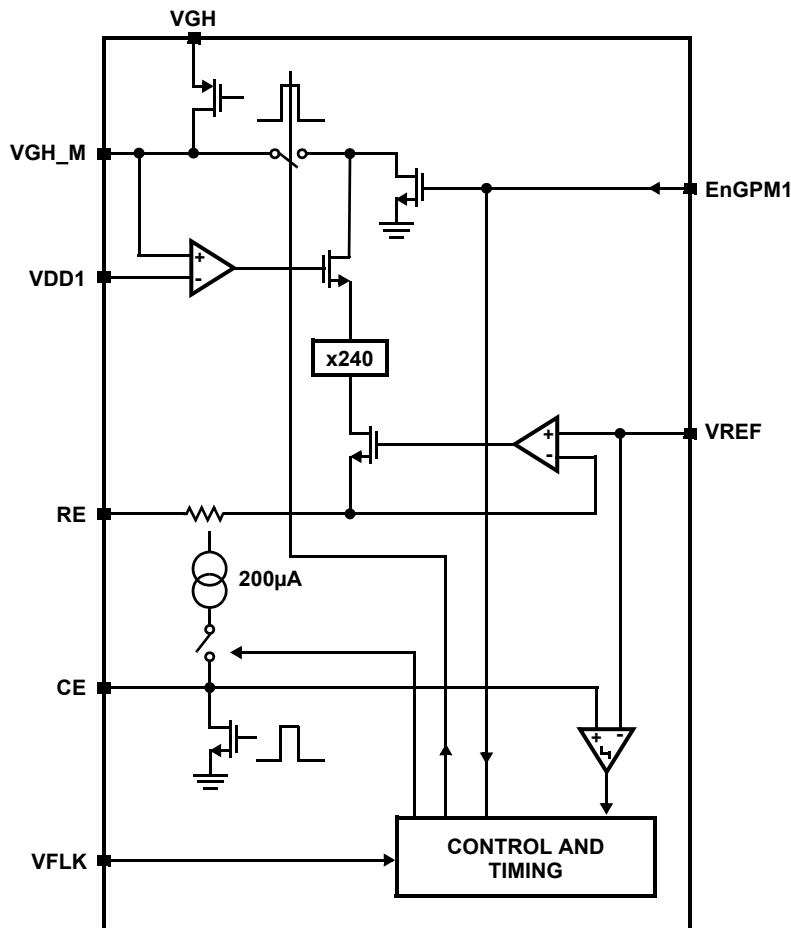 VGH
VGH_M
EnGPM1
+
-
VDD1
x240
+
-
VREF
RE
200µA
CE
+
-
CONTROL AND
TIMING
VFLK